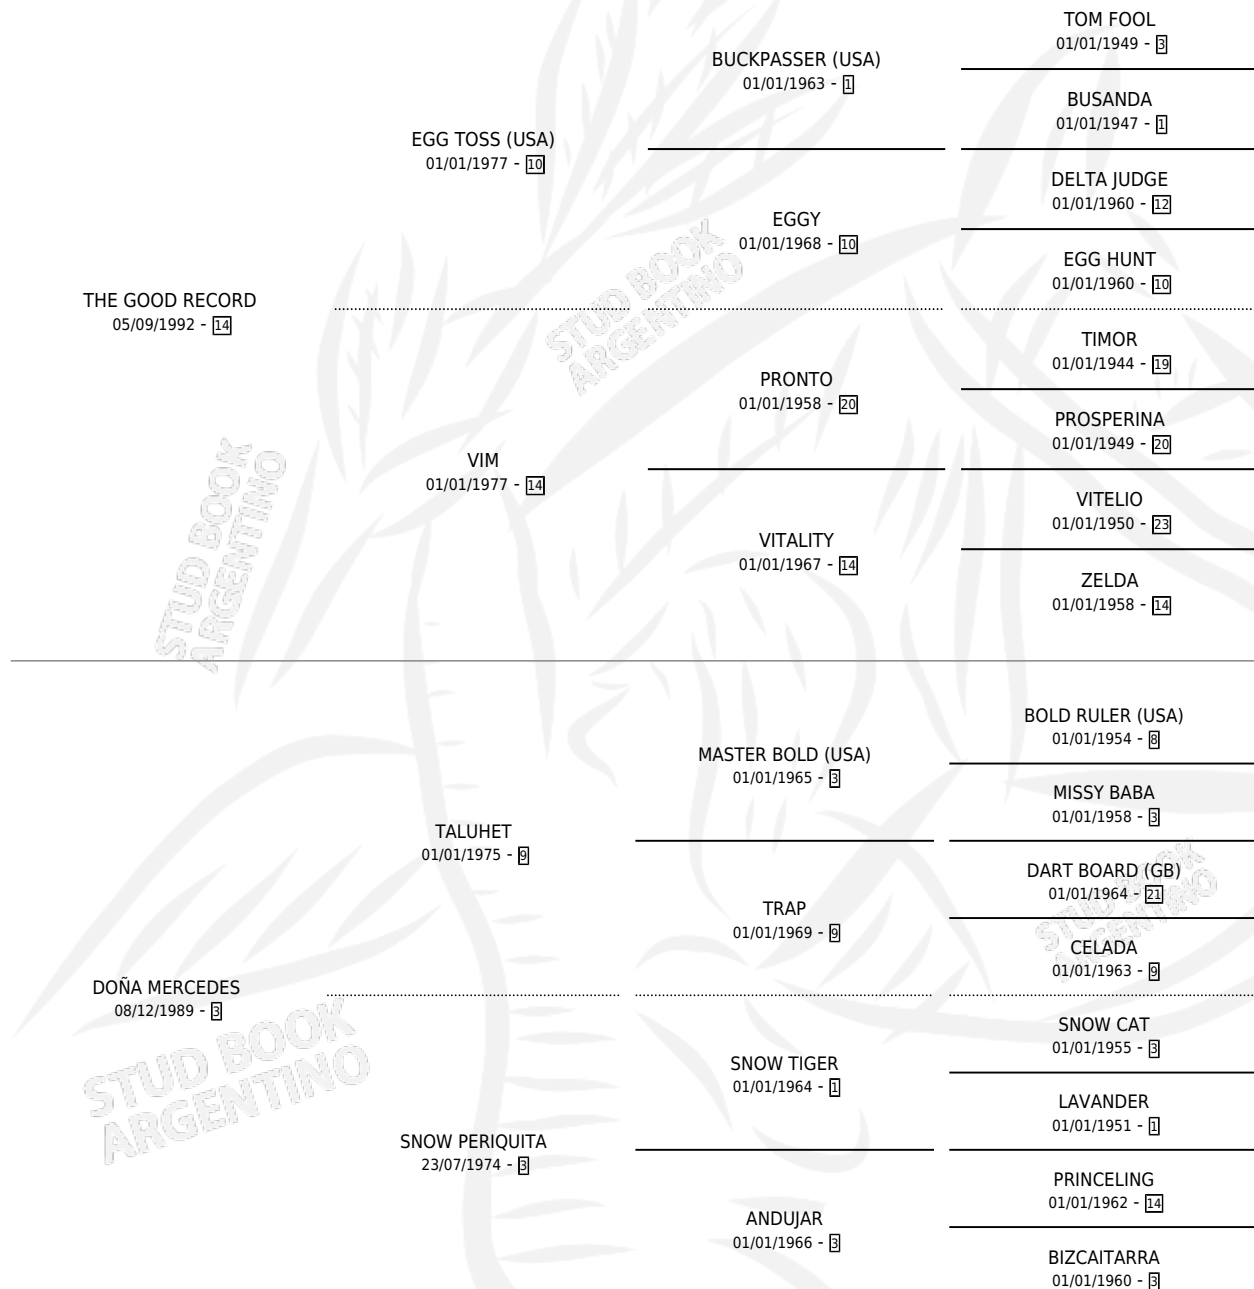 TOM FOOL
01/01/1949 - 3
BUCKPASSER (USA)
01/01/1963 - 1
BUSANDA
01/01/1947 - 1
EGG TOSS (USA)
01/01/1977 - 10
DELTA JUDGE
01/01/1960 - 12
EGGY
01/01/1968 - 10
EGG HUNT
01/01/1960 - 10
THE GOOD RECORD
05/09/1992 - 14
TIMOR
01/01/1944 - 19
PRONTO
01/01/1958 - 20
PROSPERINA
01/01/1949 - 20
VIM
01/01/1977 - 14
VITELIO
01/01/1950 - 23
VITALITY
01/01/1967 - 14
ZELDA
01/01/1958 - 14
BOLD RULER (USA)
01/01/1954 - 8
MASTER BOLD (USA)
01/01/1965 - 3
MISSY BABA
01/01/1958 - 3
TALUHET
01/01/1975 - 9
DART BOARD (GB)
01/01/1964 - 21
TRAP
01/01/1969 - 9
CELADA
01/01/1963 - 9
DOÑA MERCEDES
08/12/1989 - 3
SNOW CAT
01/01/1955 - 3
SNOW TIGER
01/01/1964 - 1
LAVANDER
01/01/1951 - 1
SNOW PERIQUITA
23/07/1974 - 3
PRINCELING
01/01/1962 - 14
ANDUJAR
01/01/1966 - 3
BIZCAITARRA
01/01/1960 - 3
STUD BOOK
ARGENTINO
STUD BOOK
ARGENTINO
STUD BOOK
ARGENTINO
STUD BOOK
ARGENTINO